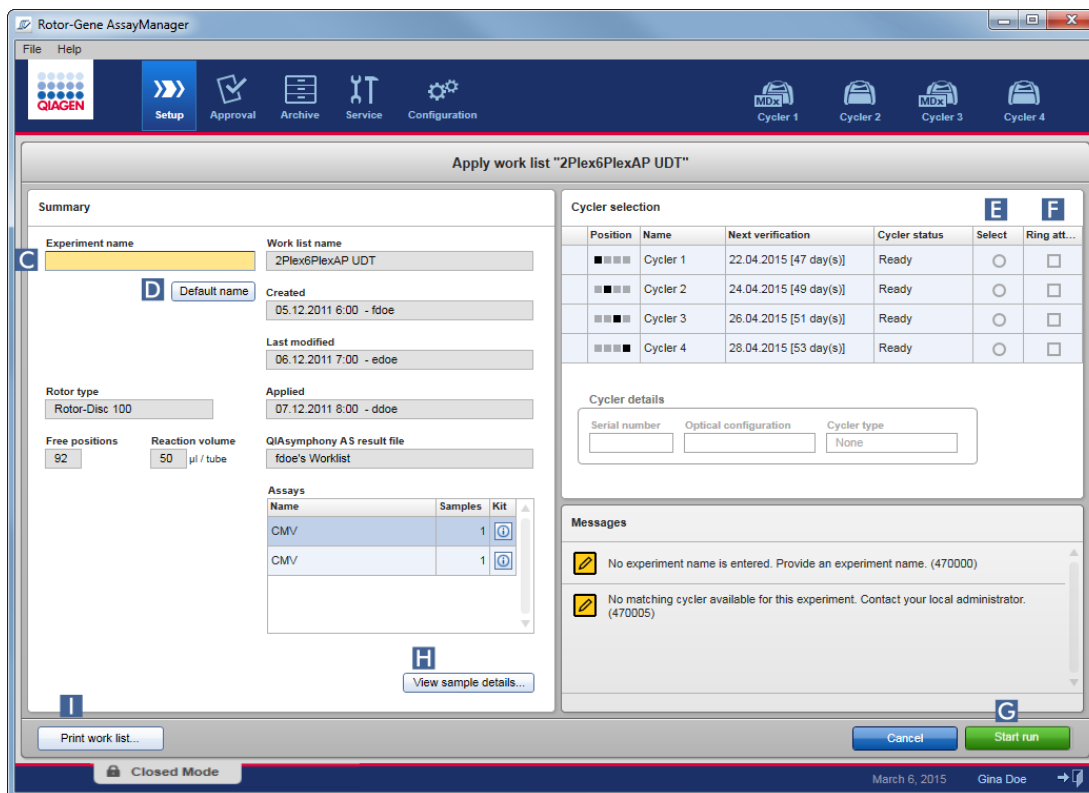 Rotor-Gene AssayManager
File Help
QIAGEN
Setup Approval Archive Service Configuration
MDx Cycler 1 Cycler 2 MDx Cycler 3 Cycler 4
Apply work list "2Plex6PlexAP UDT"
Summary
Experiment name
C
D Default name
Work list name
2Plex6PlexAP UDT
Created
05.12.2011 6:00 - fdoe
Last modified
06.12.2011 7:00 - edoe
Rotor type
Rotor-Disc 100
Applied
07.12.2011 8:00 - ddoe
Free positions
92
Reaction volume
50 µl / tube
QIAsymphony AS result file
fdoe's Worklist
Assays
Name Samples Kit
CMV 1
CMV 1
H
View sample details...
I
Print work list...
Cycler selection
E F
Position Name Next verification Cycler status Select Ring att...
Cycler 1 22.04.2015 [47 day(s)] Ready
Cycler 2 24.04.2015 [49 day(s)] Ready
Cycler 3 26.04.2015 [51 day(s)] Ready
Cycler 4 28.04.2015 [53 day(s)] Ready
Cycler details
Serial number Optical configuration Cycler type
None
Messages
No experiment name is entered. Provide an experiment name. (470000)
No matching cycler available for this experiment. Contact your local administrator.
(470005)
G
Cancel Start run
Closed Mode
March 6, 2015 Gina Doe